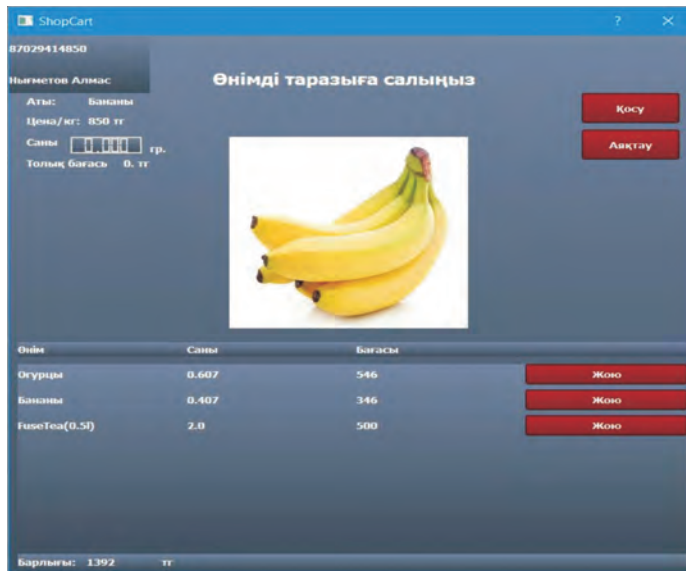 ShopCart
87029414850
Нығметов Алмас
Өнімді таразыға салыңыз
Аты: Бананы
Цена/кг: 850 тг
Саны 0.000 гр.
Толық бағасы 0. тг
Қосу
Аяқтау
Өнім Саны Бағасы
Огурцы 0.607 546 Жою
Бананы 0.407 346 Жою
FuseTea(0.5l) 2.0 500 Жою
Барлығы: 1392 тг